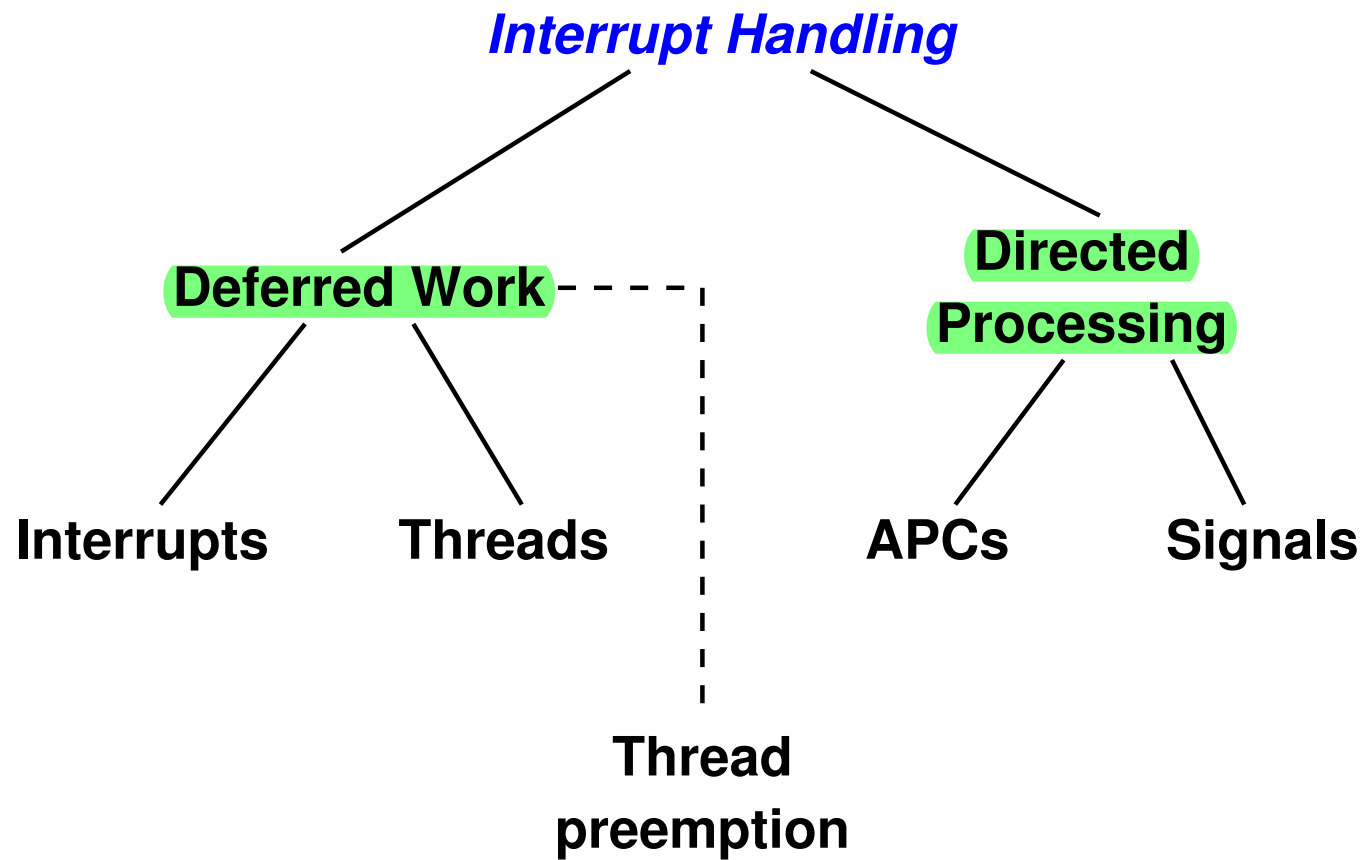 Interrupt Handling
Deferred Work
Directed
Processing
Interrupts
Threads
APCs
Signals
Thread
preemption